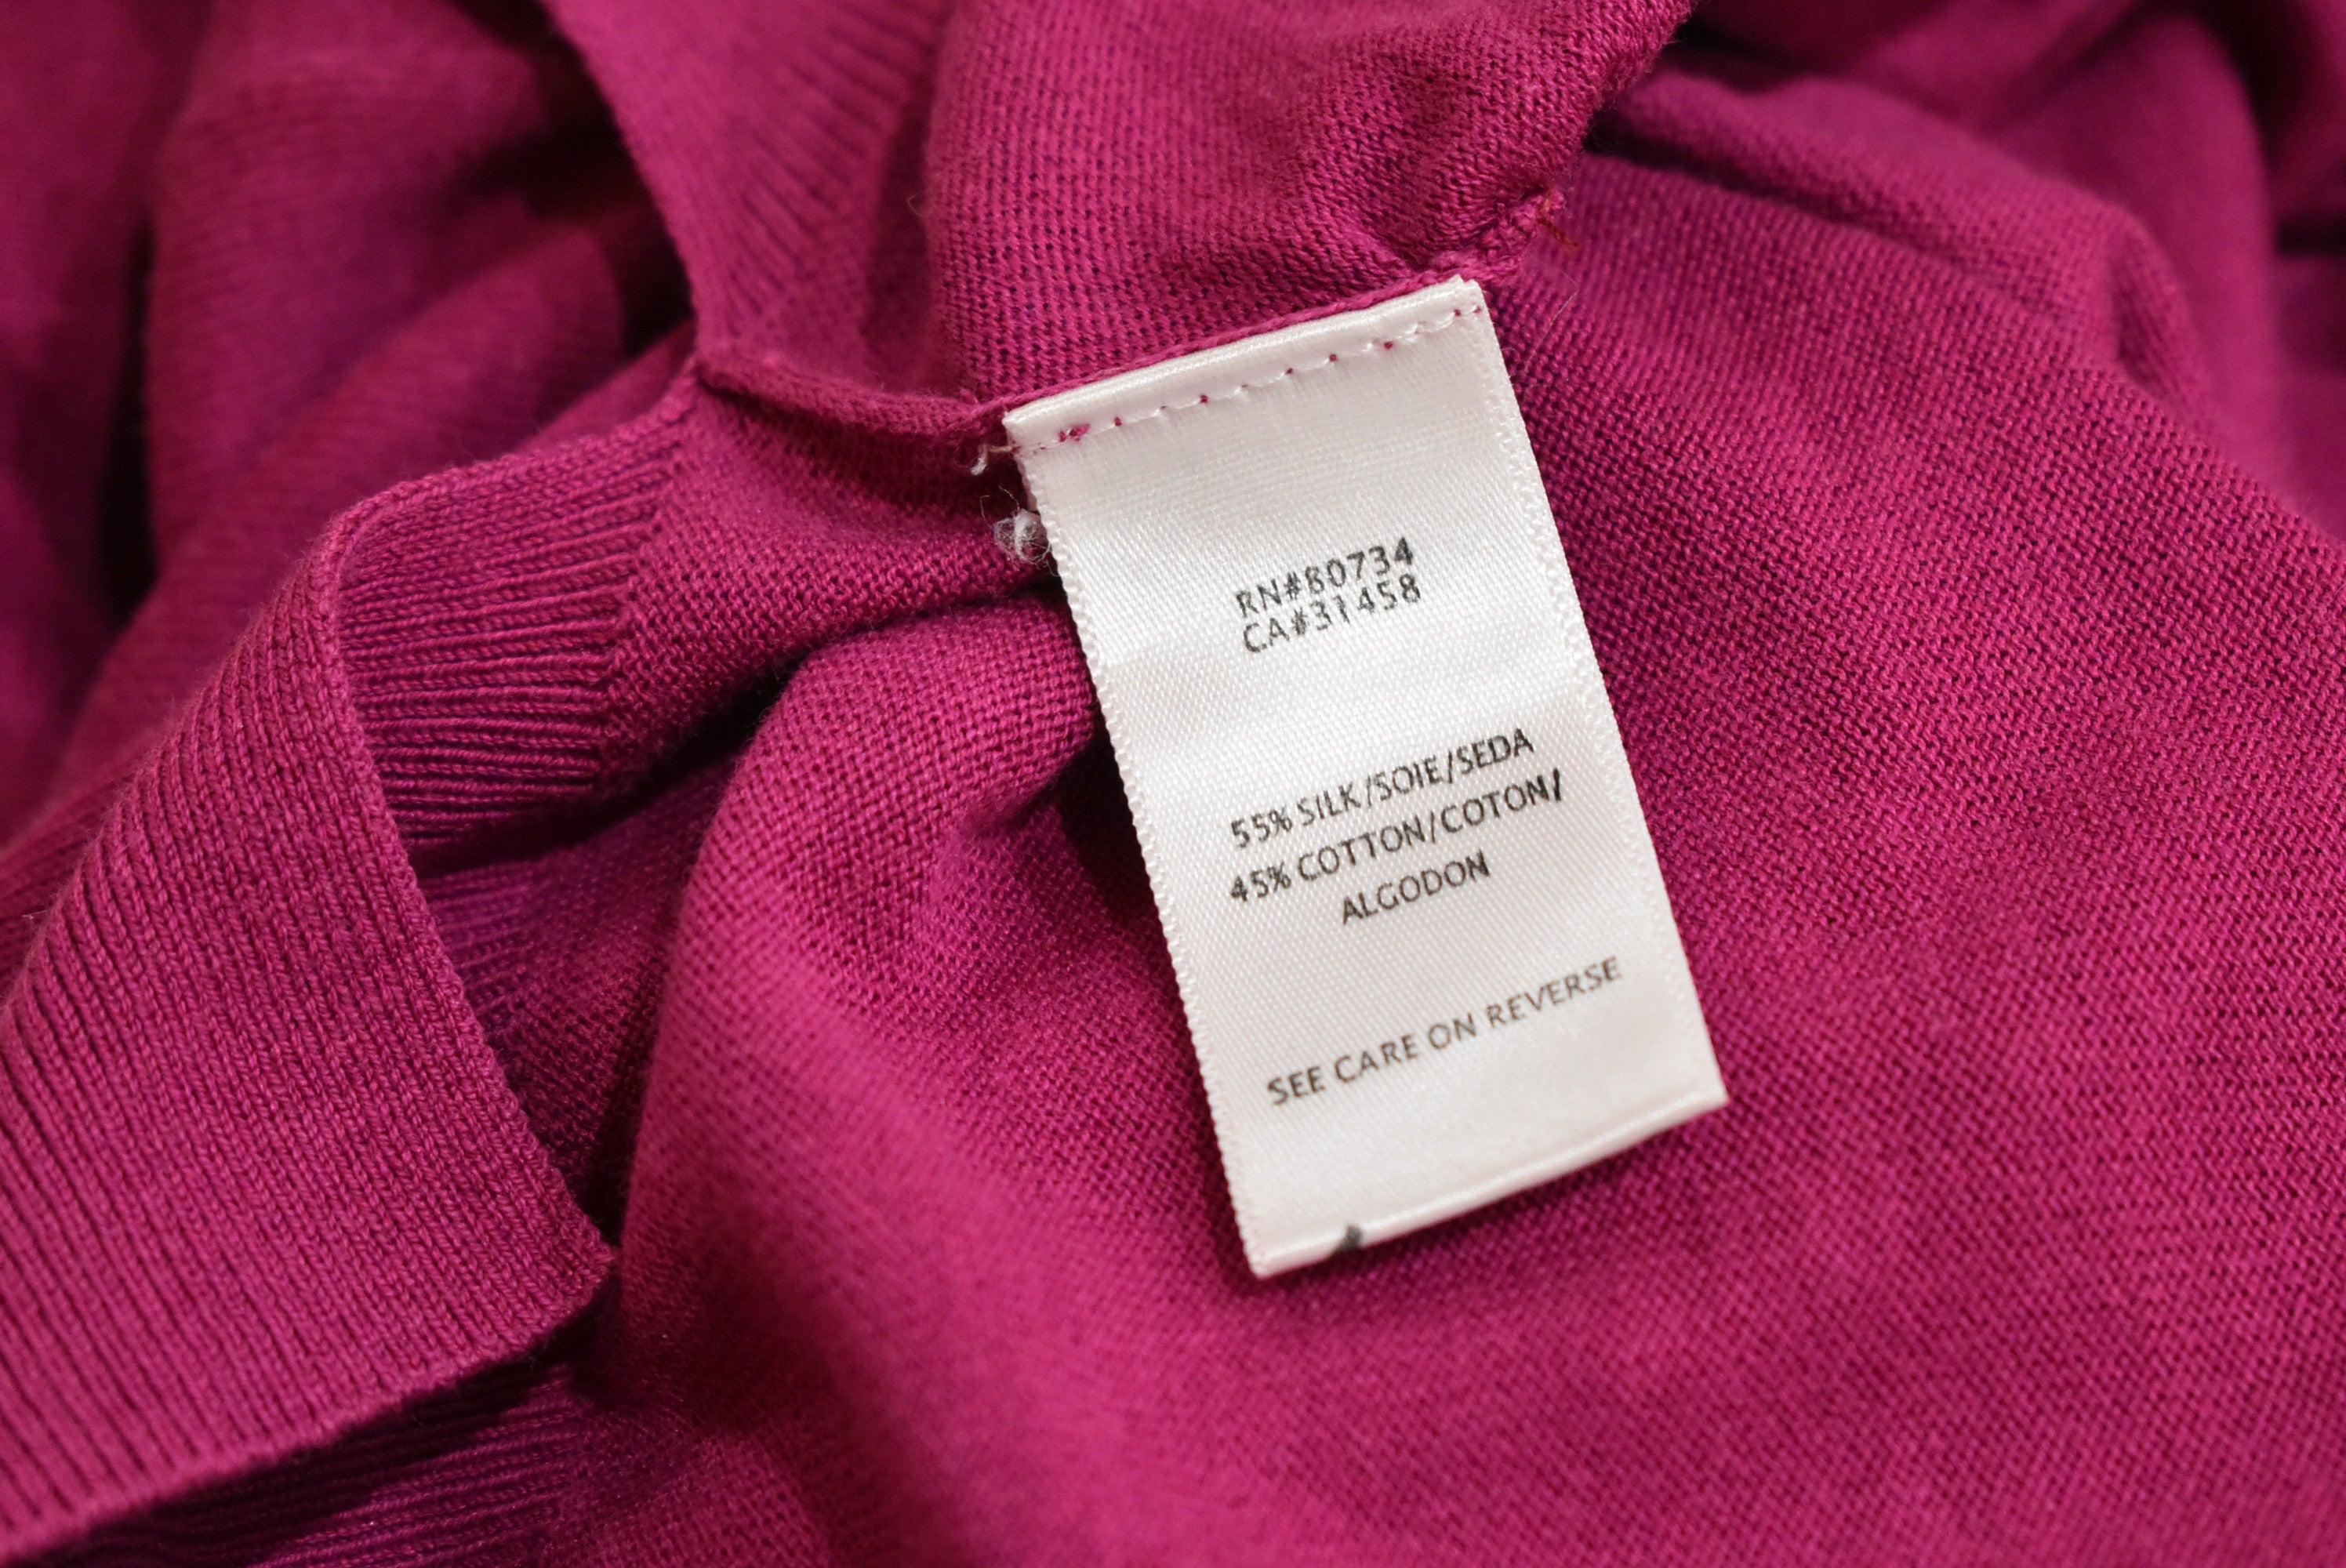 RN#80734
CA#31458
55% SILK/SOIE/SEDA
45% COTTON/COTON/
ALGODON
SEE CARE ON REVERSE